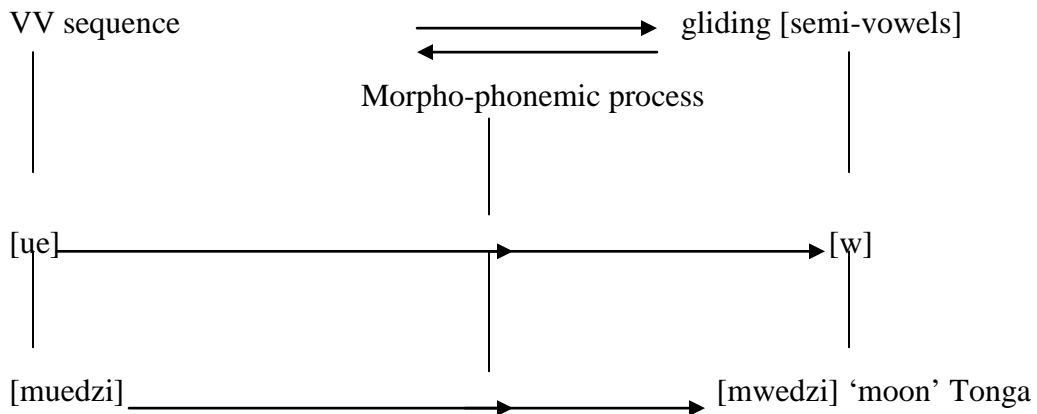 VV sequence gliding [semi-vowels]
Morpho-phonemic process
[ue] [w]
[muedzi] [mwedzi] ‘moon’ Tonga